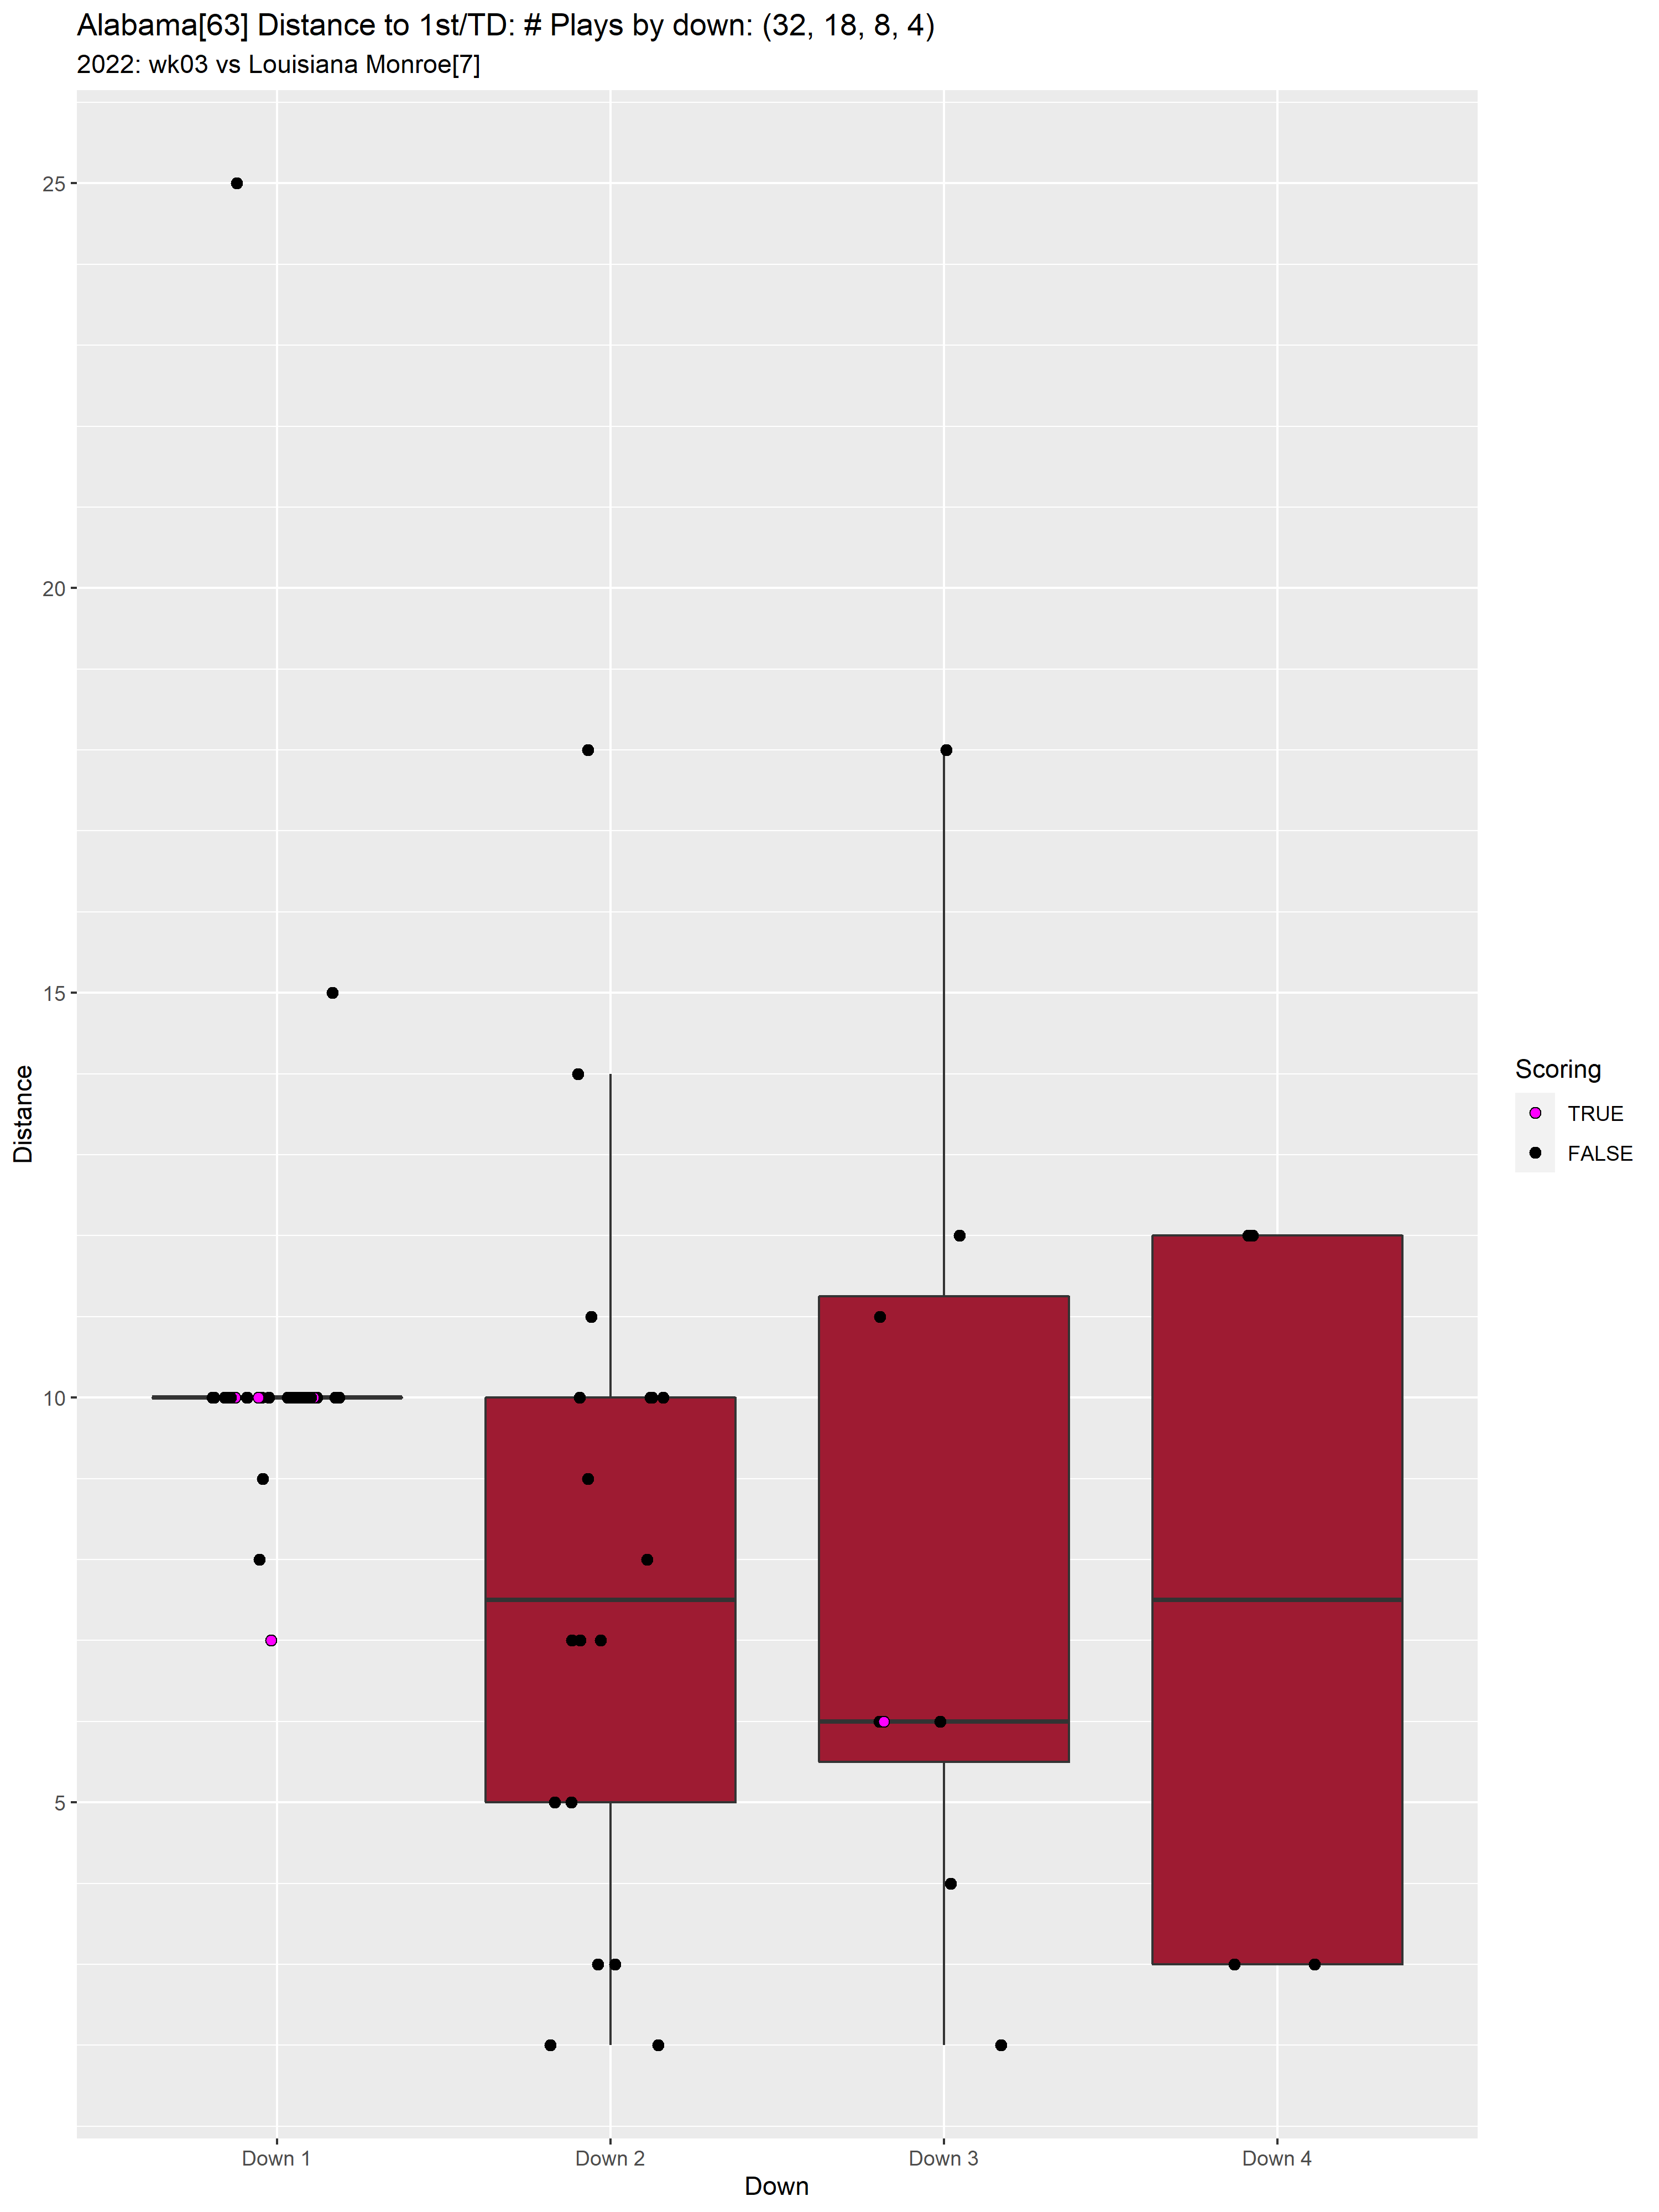 Alabama[63] Distance to 1st/TD: # Plays by down: (32, 18, 8, 4)
2022: wk03 vs Louisiana Monroe[7]
25
20
15
10
5
Distance
Down 1
Down 2
Down 3
Down 4
Down
Scoring
TRUE
FALSE